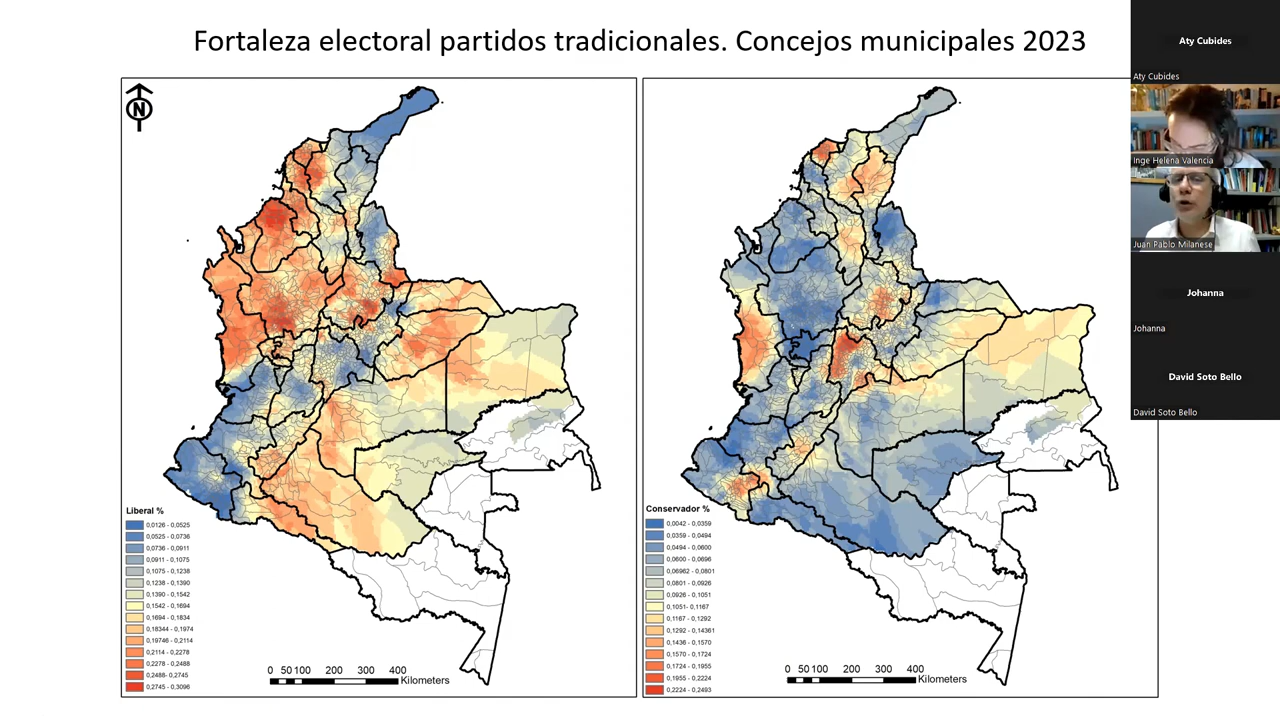 Fortaleza electoral partidos tradicionales. Concejos municipales 2023
N
Liberal %
0,0126 - 0,0525
0,0525 - 0,0736
0,0736 - 0,0911
0,0911 - 0,1075
0,1075 - 0,1238
0,1238 - 0,1390
0,1390 - 0,1542
0,1542 - 0,1694
0,1694 - 0,1834
0,18344 - 0,1974
0,19746 - 0,2114
0,2114 - 0,2278
0,2278 - 0,2488
0,2488- 0,2745
0,2745 - 0,3096
0 50 100 200 300 400
Kilometers
Conservador %
0,0042 - 0,0359
0,0359 - 0,0494
0,0494 - 0,0600
0,0600 - 0,0696
0,06962 - 0,0801
0,0801 - 0,0926
0,0926 - 0,1051
0,1051- 0,1167
0,1167 - 0,1292
0,1292 - 0,14361
0,1436 - 0,1570
0,1570 - 0,1724
0,1724 - 0,1955
0,1955 - 0,2224
0,2224 - 0,2493
0 50 100 200 300 400
Kilometers
Aty Cubides
Aty Cubides
Inge Helena Valencia
Juan Pablo Milanese
Johanna
Johanna
David Soto Bello
David Soto Bello